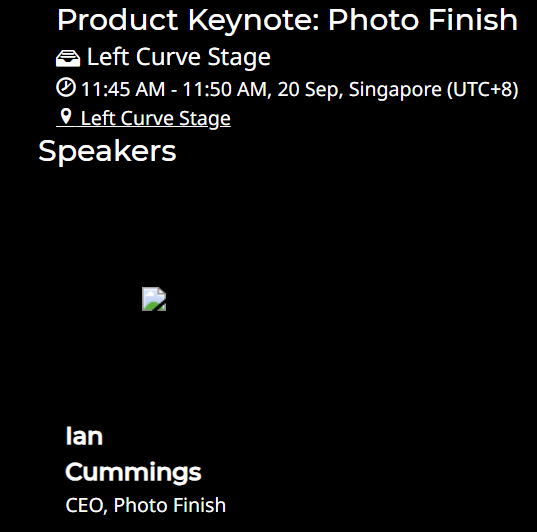 Product Keynote: Photo Finish
Left Curve Stage
11:45 AM - 11:50 AM, 20 Sep, Singapore (UTC+8)
Left Curve Stage
Speakers
Ian
Cummings
CEO, Photo Finish